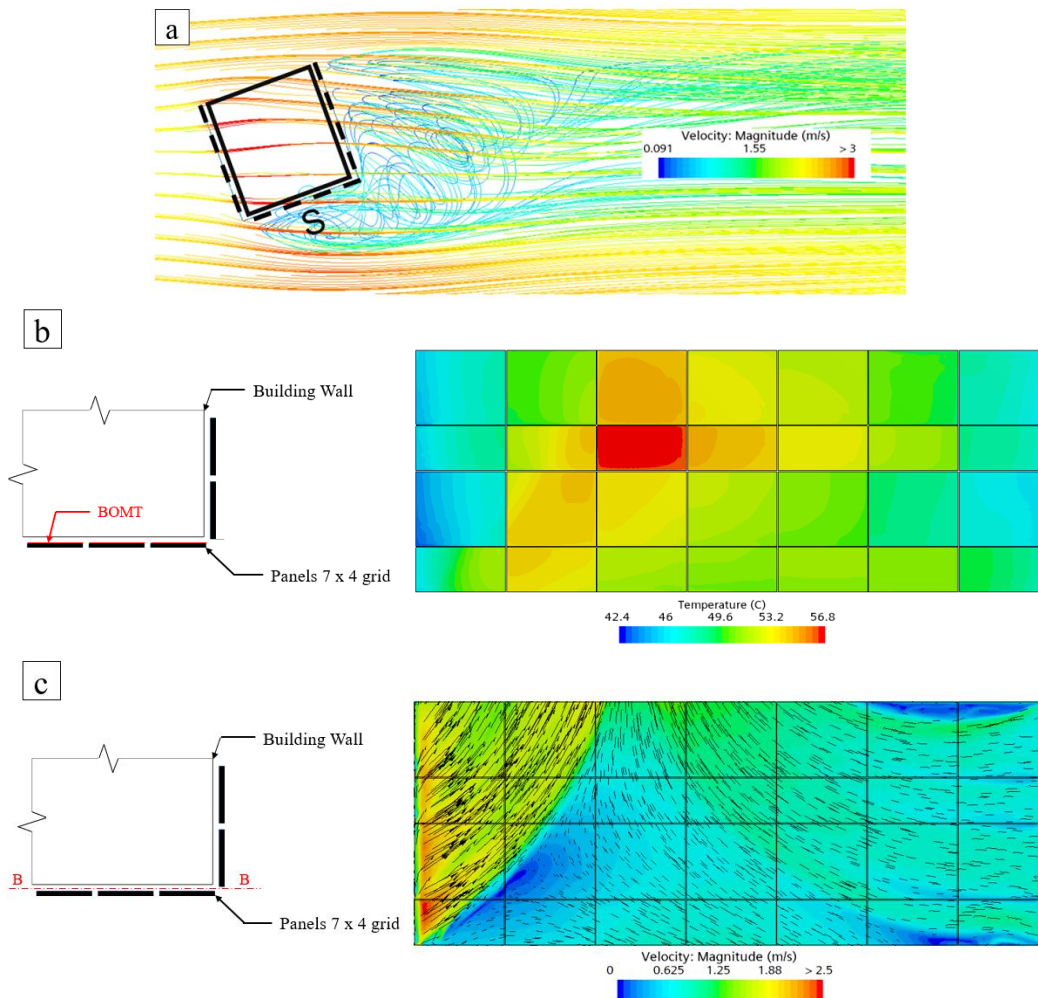 a
Velocity: Magnitude (m/s)
0.091 1.55 > 3
S
b
Building Wall
BOMT
Panels 7 x 4 grid
Temperature (C)
42.4 46 49.6 53.2 56.8
c
Building Wall
B B
Panels 7 x 4 grid
Velocity: Magnitude (m/s)
0 0.625 1.25 1.88 > 2.5